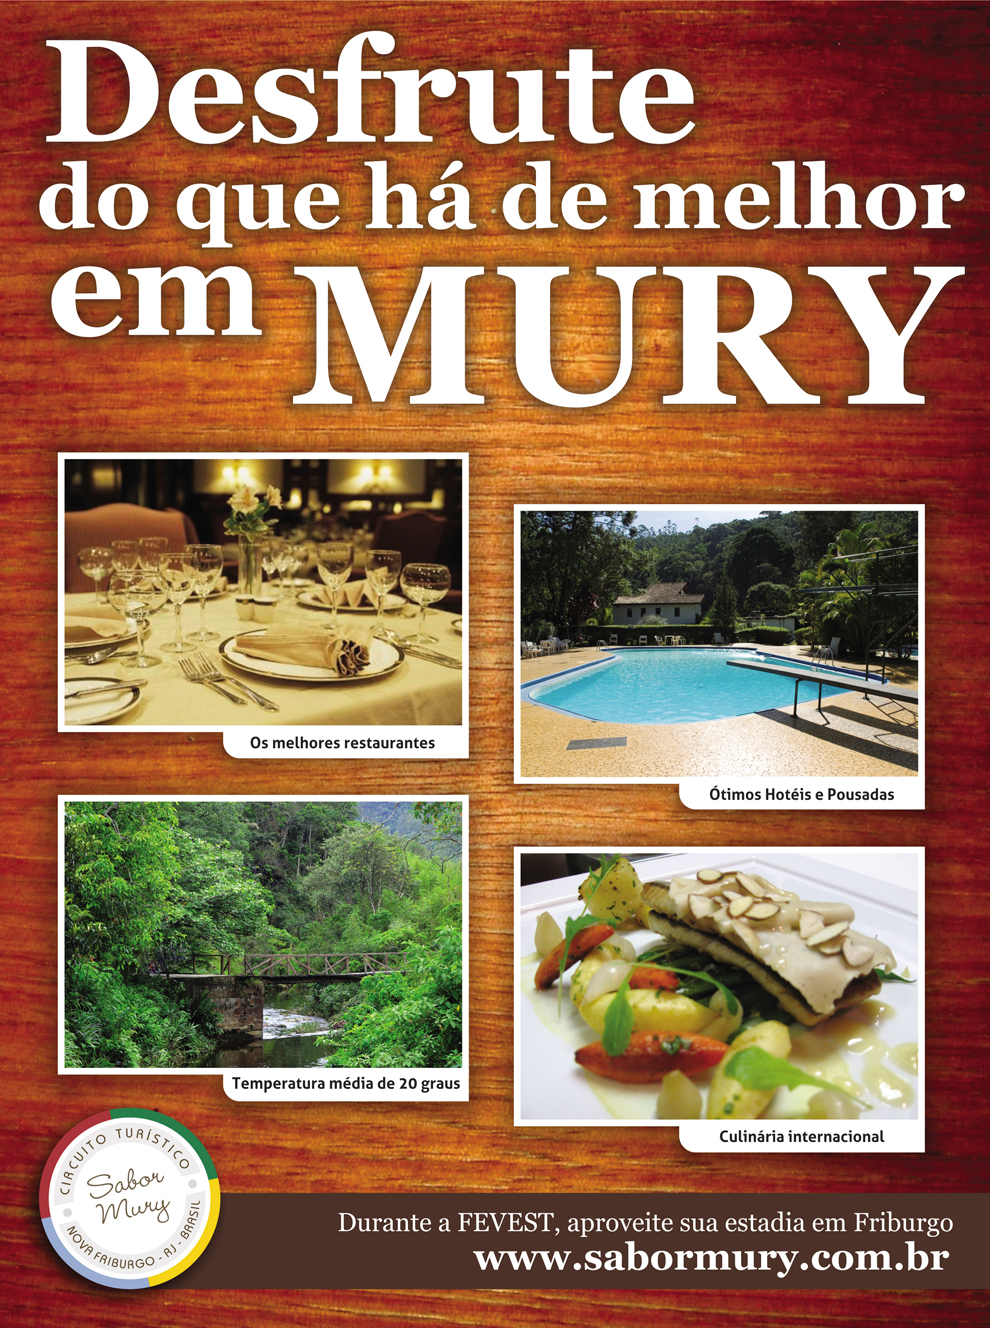 Desfrute
do que há de melhor
em MURY
Os melhores restaurantes
Ótimos Hotéis e Pousadas
Temperatura média de 20 graus
Culinária internacional
CIRCUITO TURÍSTICO
Sabor
Mury
NOVA FRIBURGO - RJ - BRASIL
Durante a FEVEST, aproveite sua estadia em Friburgo
www.sabormury.com.br